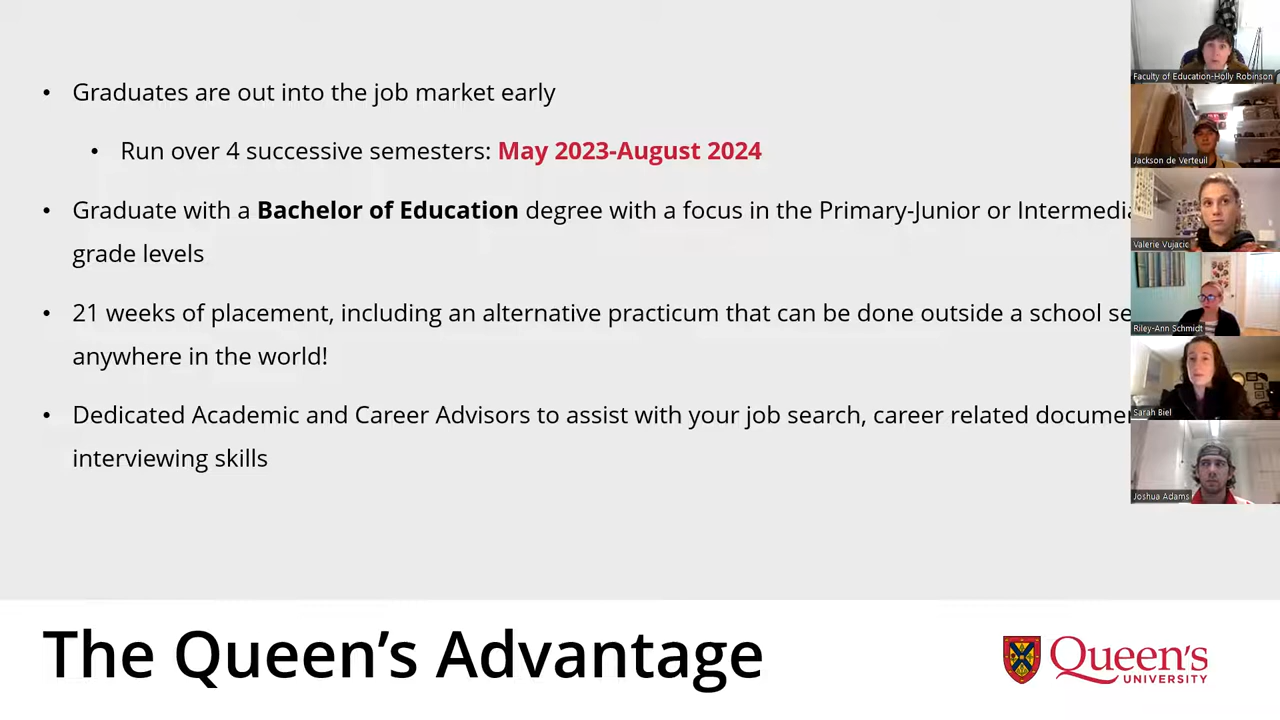 • Graduates are out into the job market early
• Run over 4 successive semesters: May 2023-August 2024
• Graduate with a Bachelor of Education degree with a focus in the Primary-Junior or
grade levels
• 21 weeks of placement, including an alternative practicum that can be done outside a school
anywhere in the world!
• Dedicated Academic and Career Advisors to assist with your job search, career related
interviewing skills
The Queen's Advantage
Queen's
UNIVERSITY
Faculty of Education-Holly Robinson
Jackson de Verteuil
Valerie Vujacic
Riley-Ann Schmidt
Sarah Biel
Joshua Adams